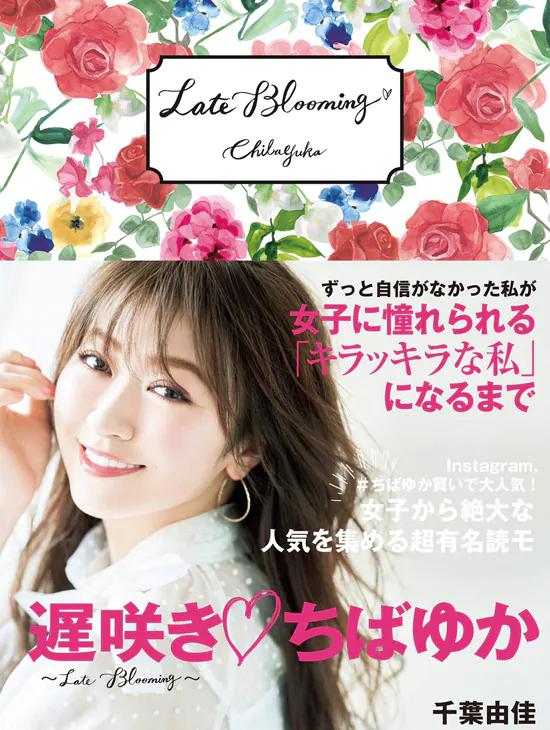 Late Blooming♡
Chibayuka
ずっと自信がなかった私が
女子に憧れられる
「キラッキラな私」
になるまで
Instagram、
#ちばゆか買いで大人気！
女子から絶大な
人気を集める超有名読モ
遅咲き♡ちばゆか
～Late Blooming～
千葉由佳